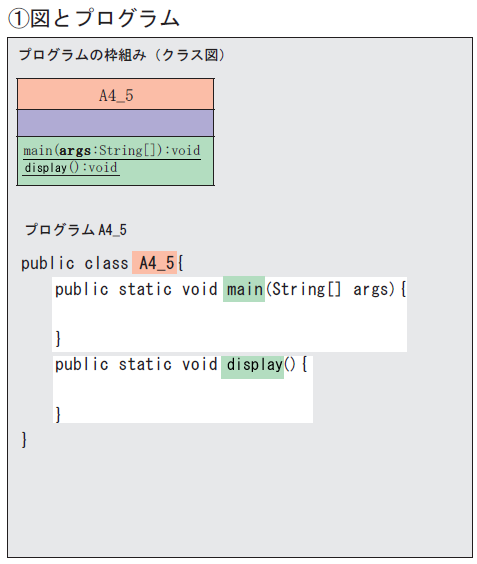 ①図とプログラム
プログラムの枠組み（クラス図）
A4_5
main(args:String[]):void
display():void
プログラムA4_5
public class A4_5{
public static void main(String[] args){
}
public static void display(){
}
}